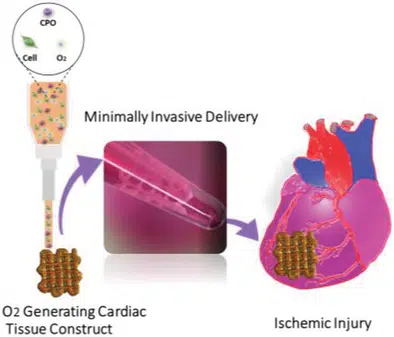 CPO
Cell
O2
Minimally Invasive Delivery
O2 Generating Cardiac
Tissue Construct
Ischemic Injury